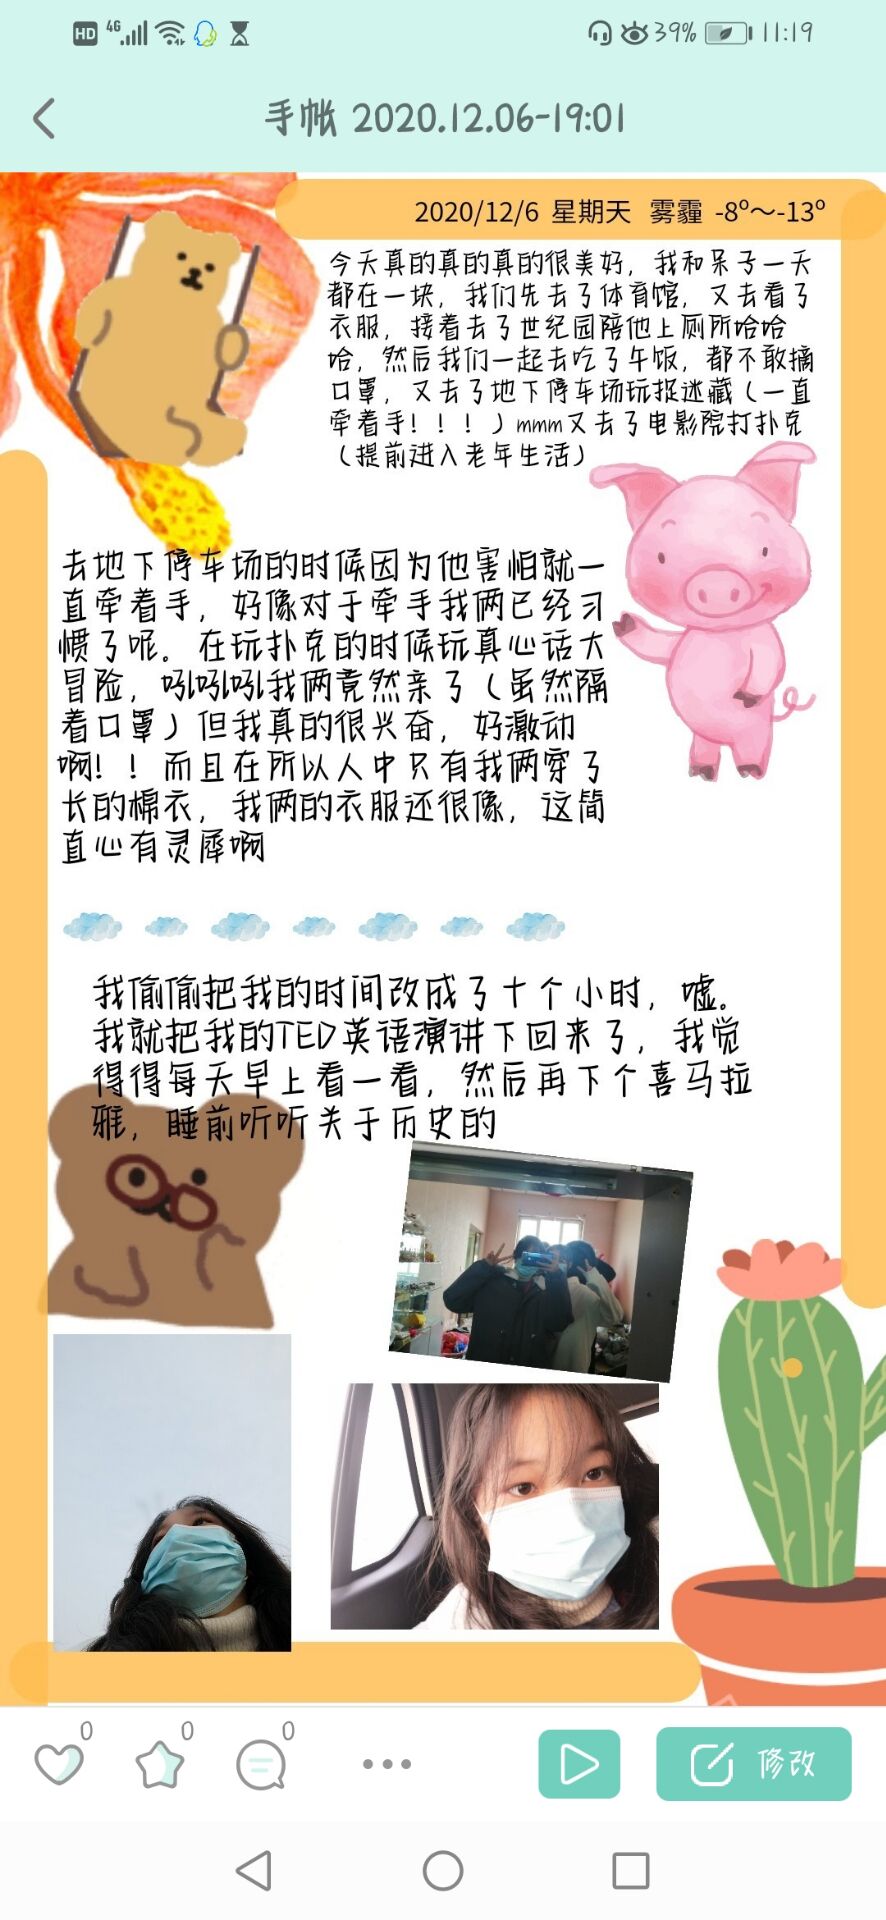 HD 4G 39% 11:19
手帐 2020.12.06-19:01
2020/12/6 星期天 雾霾 -8°～-13°
今天真的真的真的很美好，我和呆子一天
都在一块，我们先去了体育馆，又去看了
衣服，接着去了世纪园陪他上厕所哈哈
哈，然后我们一起去吃了午饭，都不敢摘
口罩，又去了地下停车场玩捉迷藏（一直
牵着手！！！）mmm又去了电影院打扑克
（提前进入老年生活）
去地下停车场的时候因为他害怕就一
直牵着手，好像对于牵手我俩已经习
惯了呢。在玩扑克的时候玩真心话大
冒险，吼吼吼我俩竟然亲了（虽然隔
着口罩）但我真的很兴奋，好激动
啊！！而且在所以人中只有我俩穿了
长的棉衣，我俩的衣服还很像，这简
直心有灵犀啊
我偷偷把我的时间改成了十个小时，嘘。
我就把我的TED英语演讲下回来了，我觉
得得每天早上看一看，然后再下个喜马拉
雅，睡前听听关于历史的
0 0 0
修改